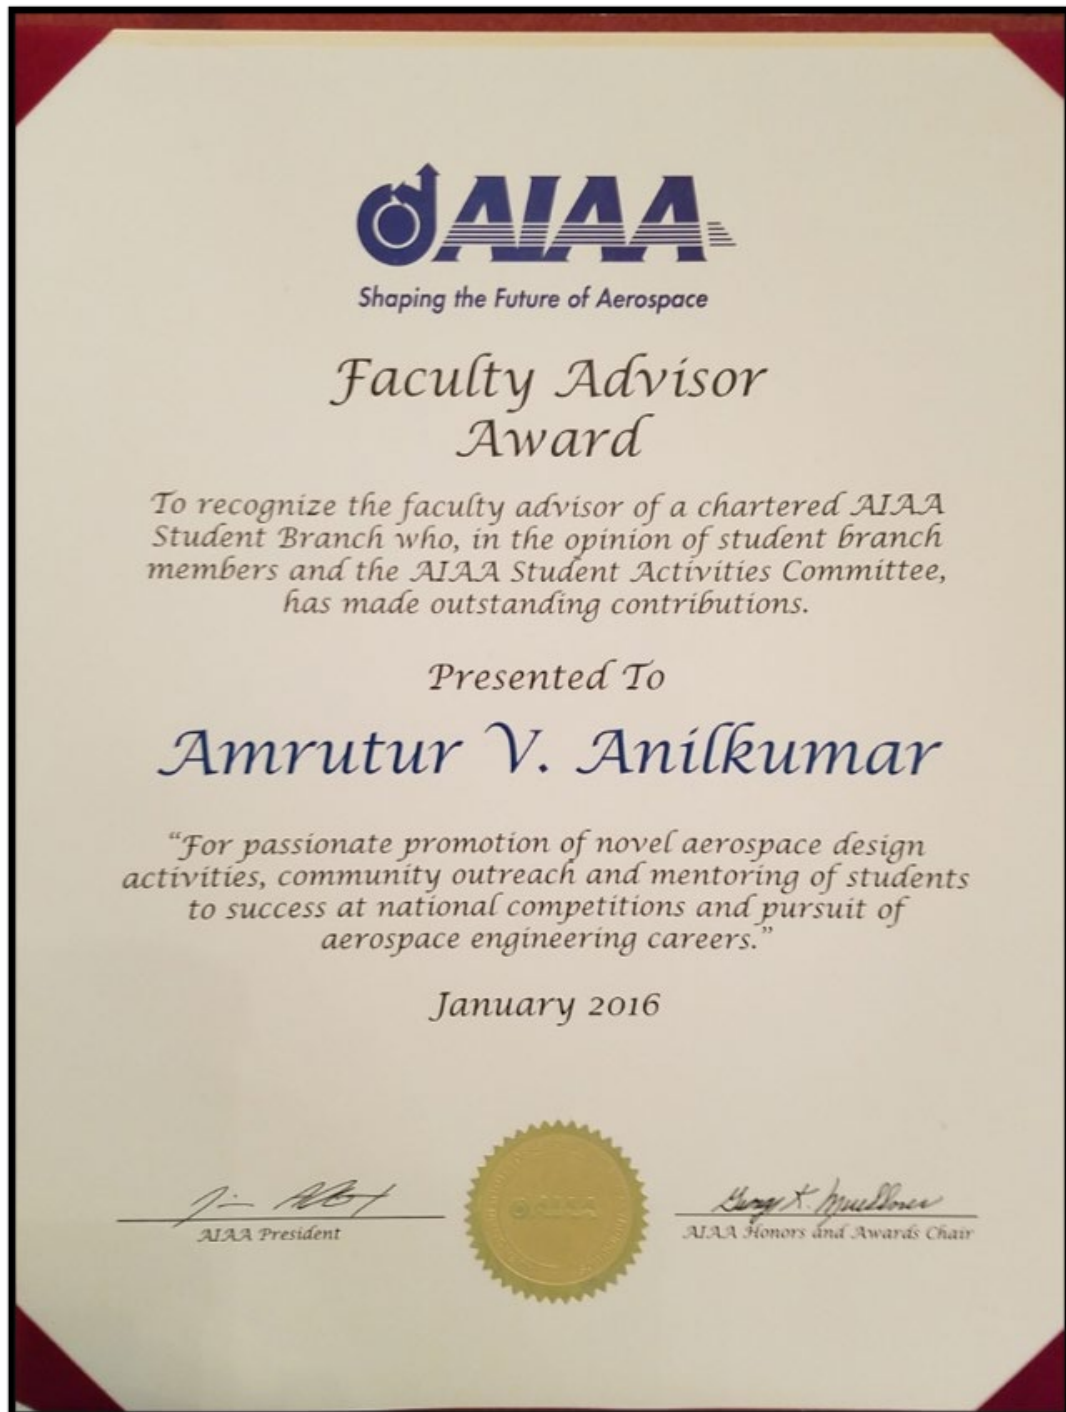 AIAA
Shaping the Future of Aerospace
Faculty Advisor
Award
To recognize the faculty advisor of a chartered AIAA
Student Branch who, in the opinion of student branch
members and the AIAA Student Activities Committee,
has made outstanding contributions.
Presented To
Amrutur V. Anilkumar
“For passionate promotion of novel aerospace design
activities, community outreach and mentoring of students
to success at national competitions and pursuit of
aerospace engineering careers.”
January 2016
AIAA
AIAA President
AIAA Honors and Awards Chair